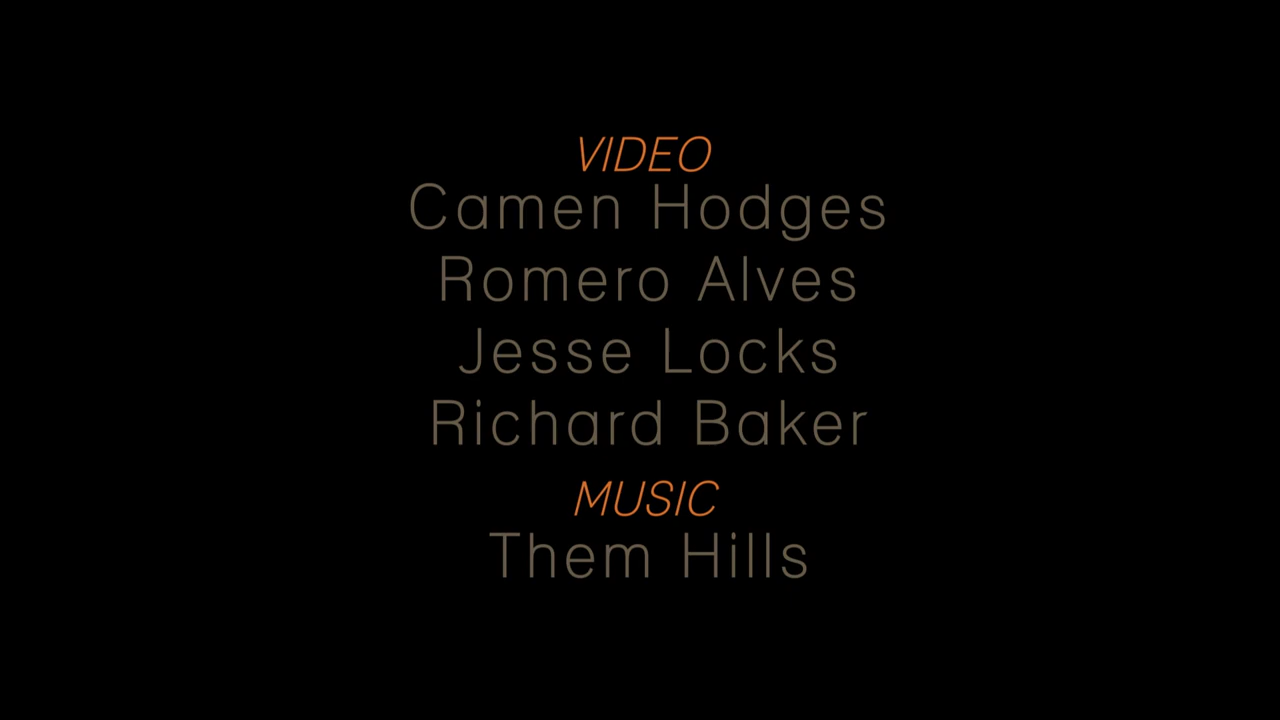 VIDEO
Camen Hodges
Romero Alves
Jesse Locks
Richard Baker
MUSIC
Them Hills